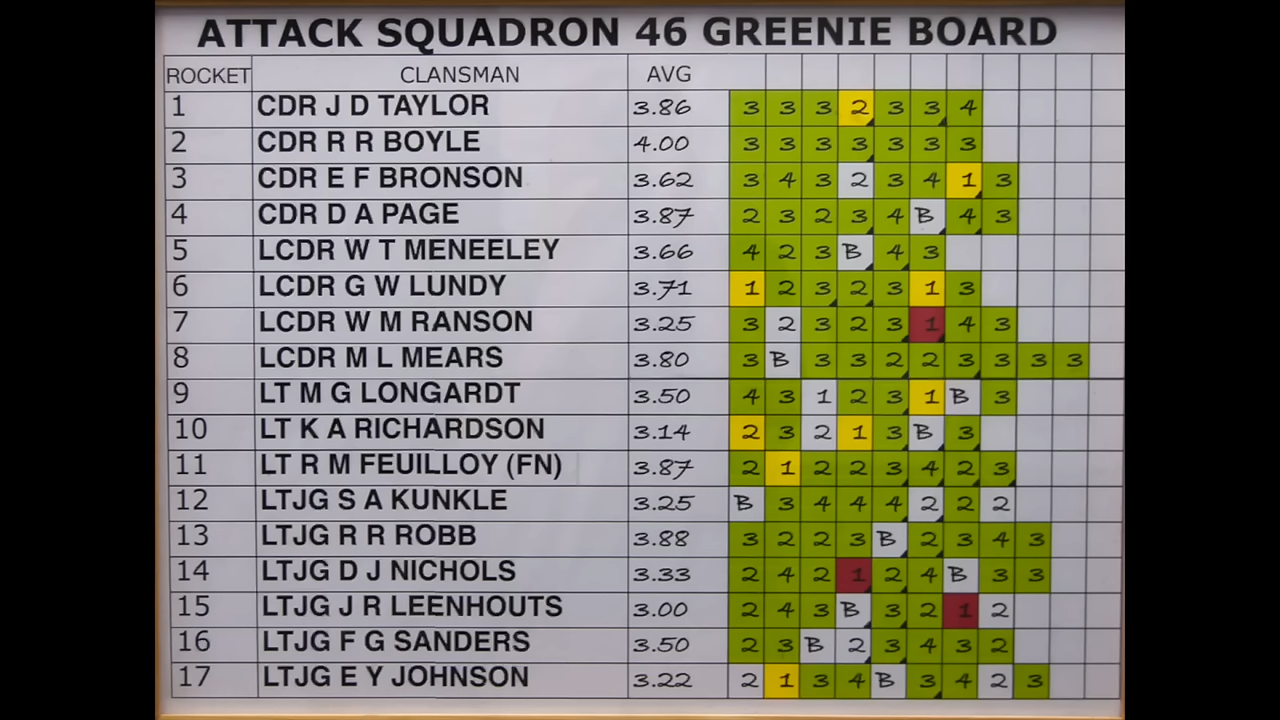 ATTACK SQUADRON 46 GREENIE BOARD
ROCKET CLANSMAN AVG
1 CDR J D TAYLOR 3.86 3 3 3 2 3 3 4
2 CDR R R BOYLE 4.00 3 3 3 3 3 3 3
3 CDR E F BRONSON 3.62 3 4 3 2 3 4 1 3
4 CDR D A PAGE 3.87 2 3 2 3 4 B 4 3
5 LCDR W T MENEELEY 3.66 4 2 3 B 4 3
6 LCDR G W LUNDY 3.71 1 2 3 2 3 1 3
7 LCDR W M RANSON 3.25 3 2 3 2 3 1 4 3
8 LCDR M L MEARS 3.80 3 B 3 3 2 2 3 3 3 3
9 LT M G LONGARDT 3.50 4 3 1 2 3 1 B 3
10 LT K A RICHARDSON 3.14 2 3 2 1 3 B 3
11 LT R M FEUILLOY (FN) 3.87 2 1 2 2 3 4 2 3
12 LTJG S A KUNKLE 3.25 B 3 4 4 4 2 2 2
13 LTJG R R ROBB 3.88 3 2 2 3 B 2 3 4 3
14 LTJG D J NICHOLS 3.33 2 4 2 1 2 4 B 3 3
15 LTJG J R LEENHOUTS 3.00 2 4 3 B 3 2 1 2
16 LTJG F G SANDERS 3.50 2 3 B 2 3 4 3 2
17 LTJG E Y JOHNSON 3.22 2 1 3 4 B 3 4 2 3